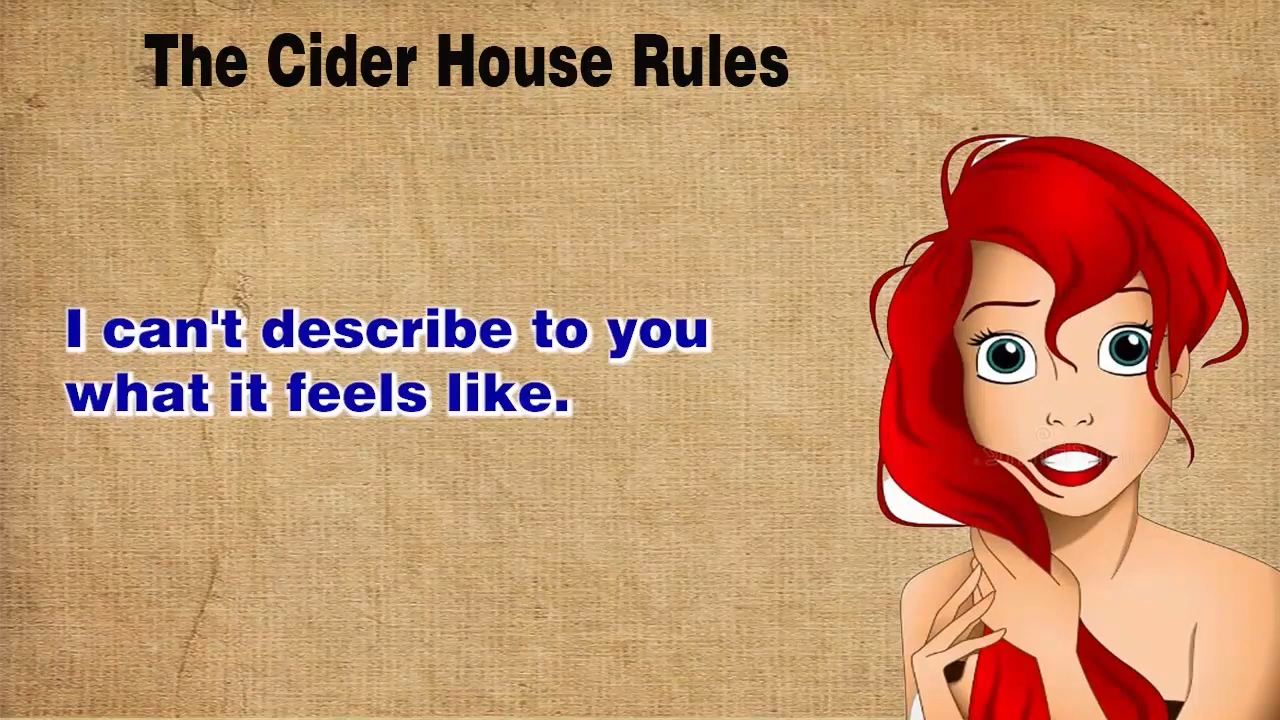 The Cider House Rules
I can't describe to you
what it feels like.